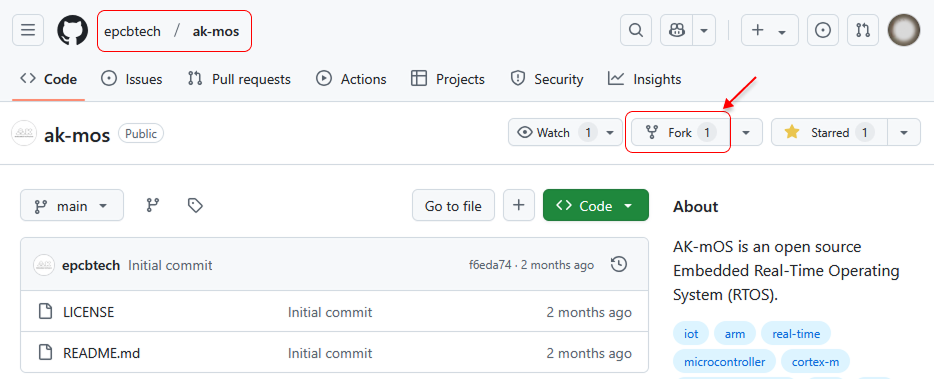 epcbtech / ak-mos
Code Issues Pull requests Actions Projects Security Insights
ak-mos Public Watch 1 Fork 1 Starred 1
main Go to file Code
About
epcbtech Initial commit f6eda74 · 2 months ago
AK-mOS is an open source
Embedded Real-Time Operating
System (RTOS).
LICENSE Initial commit 2 months ago
README.md Initial commit 2 months ago
iot arm real-time
microcontroller cortex-m